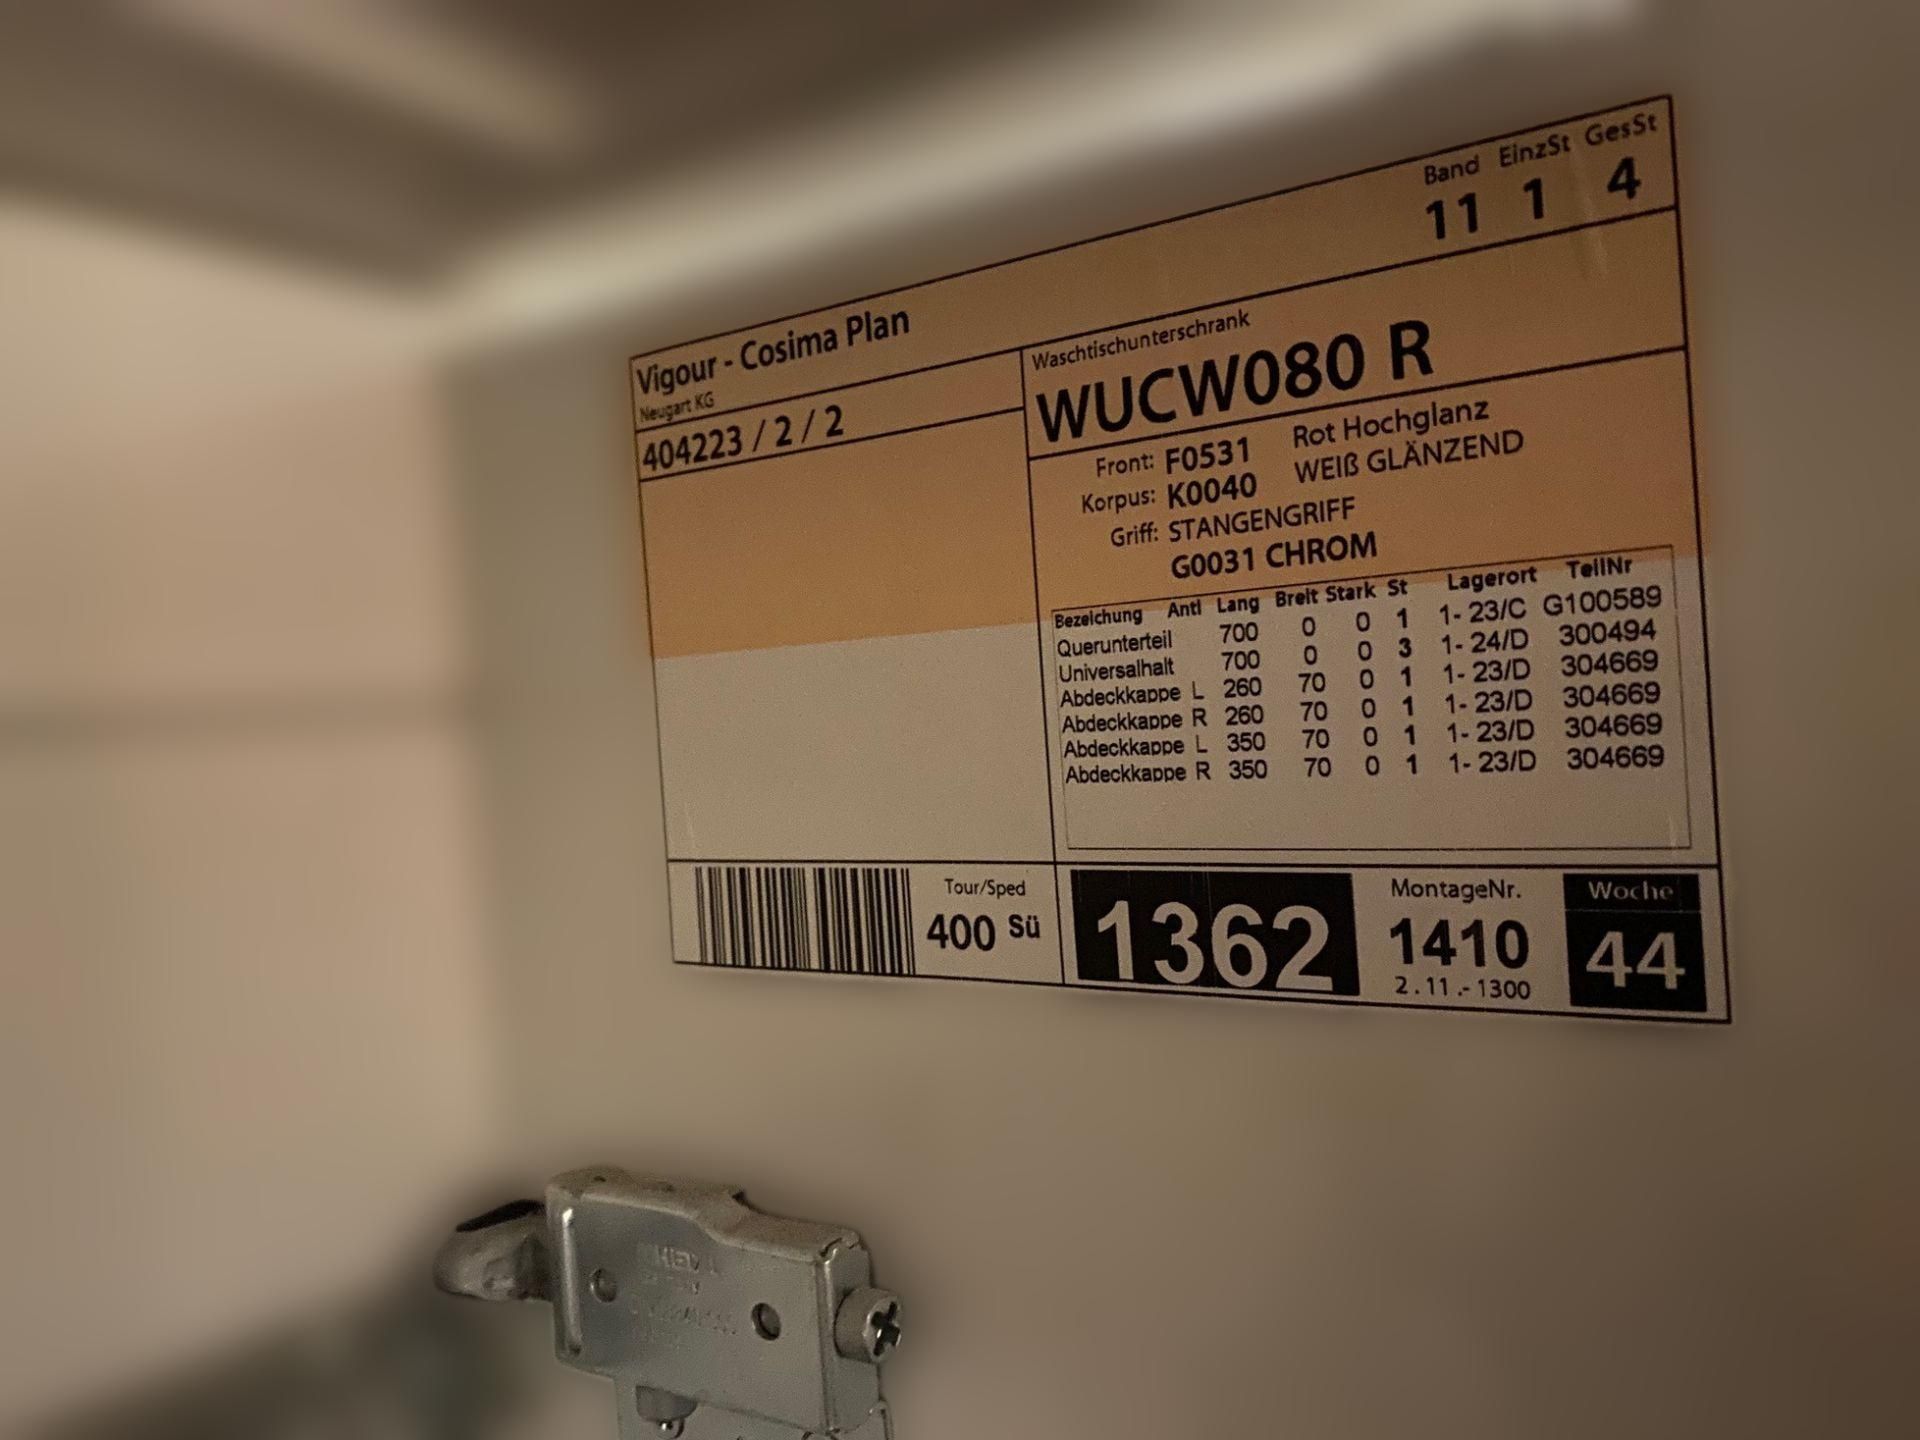 Band EinzSt GesSt
11 1 4
Vigour - Cosima Plan
Neugart KG
404223 / 2 / 2
Waschtischunterschrank
WUCW080 R
Front: F0531 Rot Hochglanz
Korpus: K0040 WEIß GLÄNZEND
Griff: STANGENGRIFF
G0031 CHROM
Bezeichung Antl Lang Breit Stark St Lagerort TeilNr
Querunterteil 700 0 0 1 1- 23/C G100589
Universalhalt 700 0 0 3 1- 24/D 300494
Abdeckkappe L 260 70 0 1 1- 23/D 304669
Abdeckkappe R 260 70 0 1 1- 23/D 304669
Abdeckkappe L 350 70 0 1 1- 23/D 304669
Abdeckkappe R 350 70 0 1 1- 23/D 304669
Tour/Sped
400 Sü
1362
MontageNr.
1410
2.11.-1300
Woche
44